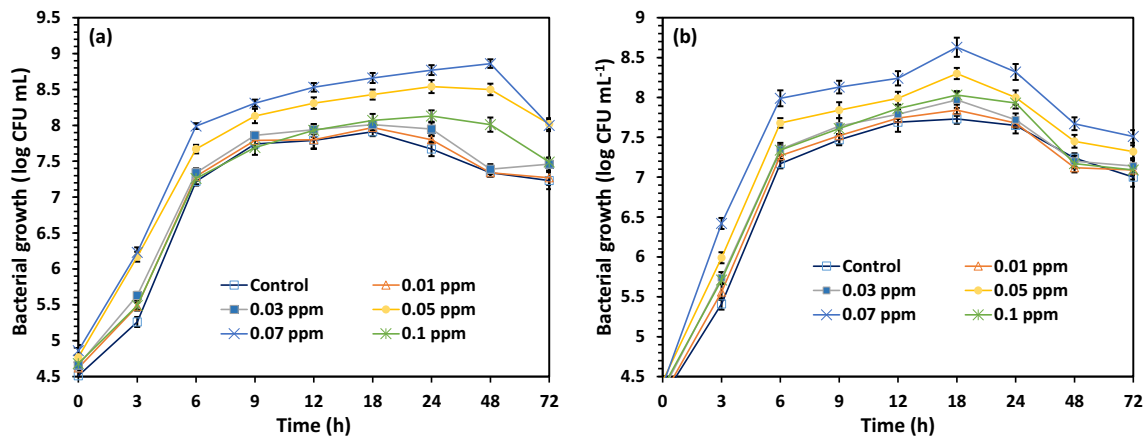 (a)
Bacterial growth (log CFU mL)
9.5
9
8.5
8
7.5
7
6.5
6
5.5
5
4.5
Control
0.01 ppm
0.03 ppm
0.05 ppm
0.07 ppm
0.1 ppm
0 3 6 9 12 18 24 48 72
Time (h)
(b)
Bacterial growth (log CFU mL⁻¹)
9
8.5
8
7.5
7
6.5
6
5.5
5
4.5
Control
0.01 ppm
0.03 ppm
0.05 ppm
0.07 ppm
0.1 ppm
0 3 6 9 12 18 24 48 72
Time (h)